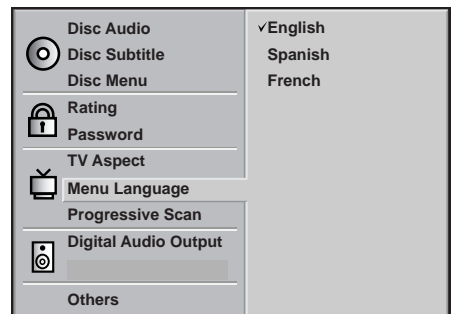 Disc Audio
Disc Subtitle
Disc Menu
Rating
Password
TV Aspect
Menu Language
Progressive Scan
Digital Audio Output
Others
✓English
Spanish
French